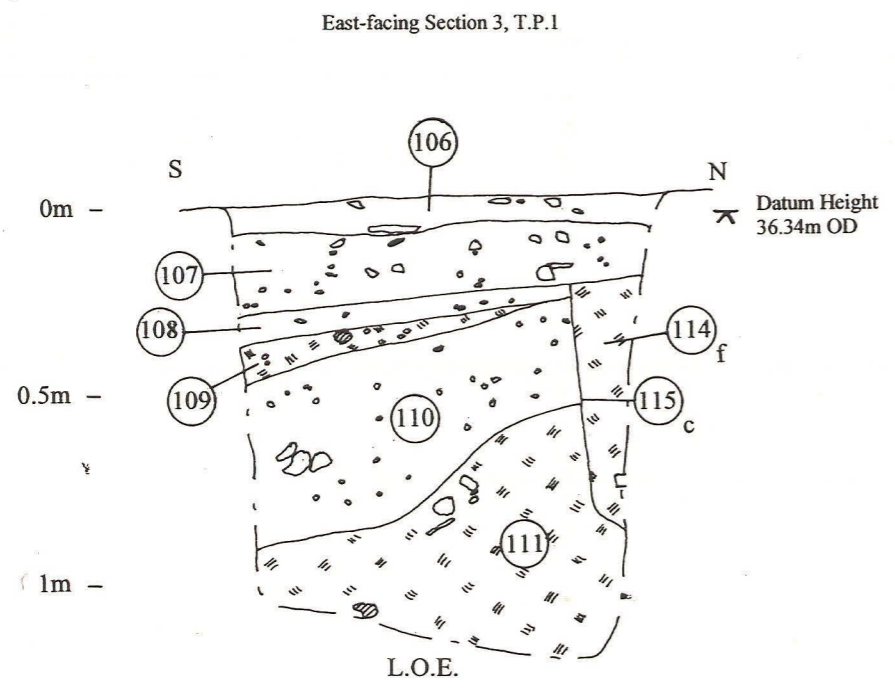 East-facing Section 3, T.P.1
106
S
N
0m
Datum Height
36.34m OD
107
108
114
f
109
0.5m
110
115
c
111
1m
L.O.E.